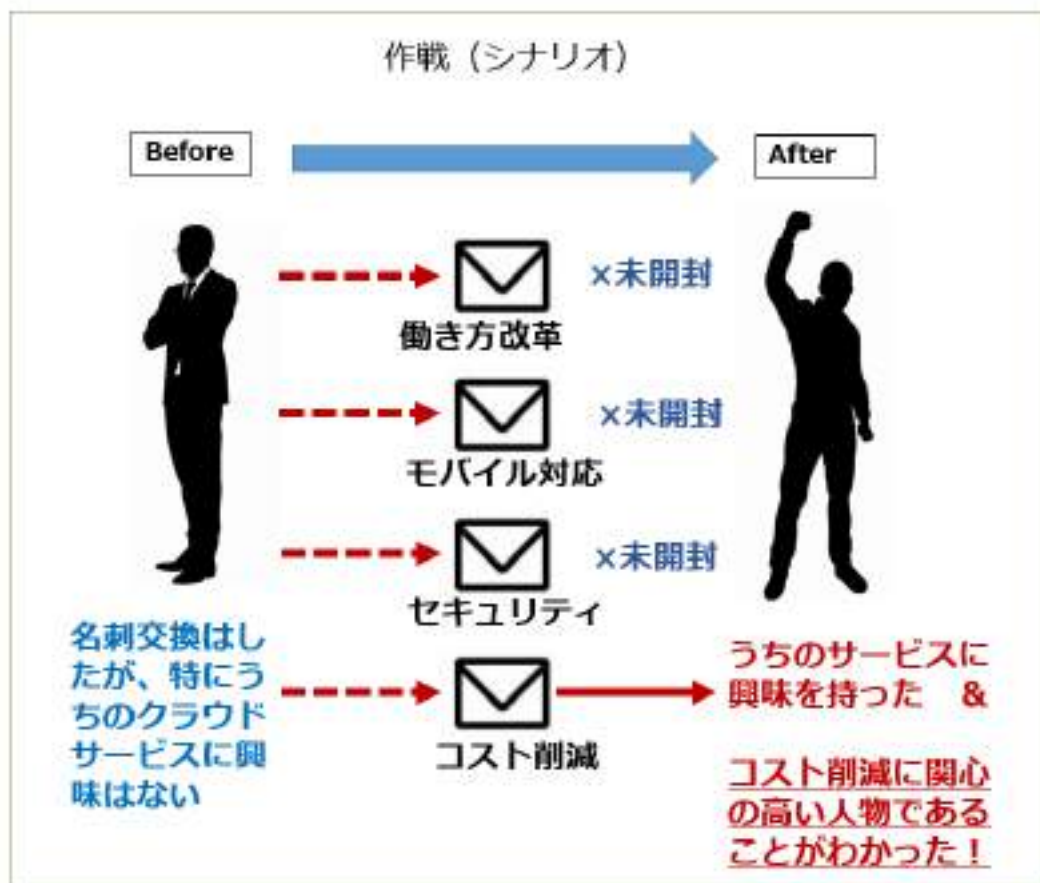 作戦（シナリオ）
Before
After
×未開封
働き方改革
×未開封
モバイル対応
×未開封
セキュリティ
名刺交換はし
たが、特にう
ちのクラウド
サービスに興
味はない
コスト削減
うちのサービスに
興味を持った　＆
コスト削減に関心
の高い人物である
ことがわかった！